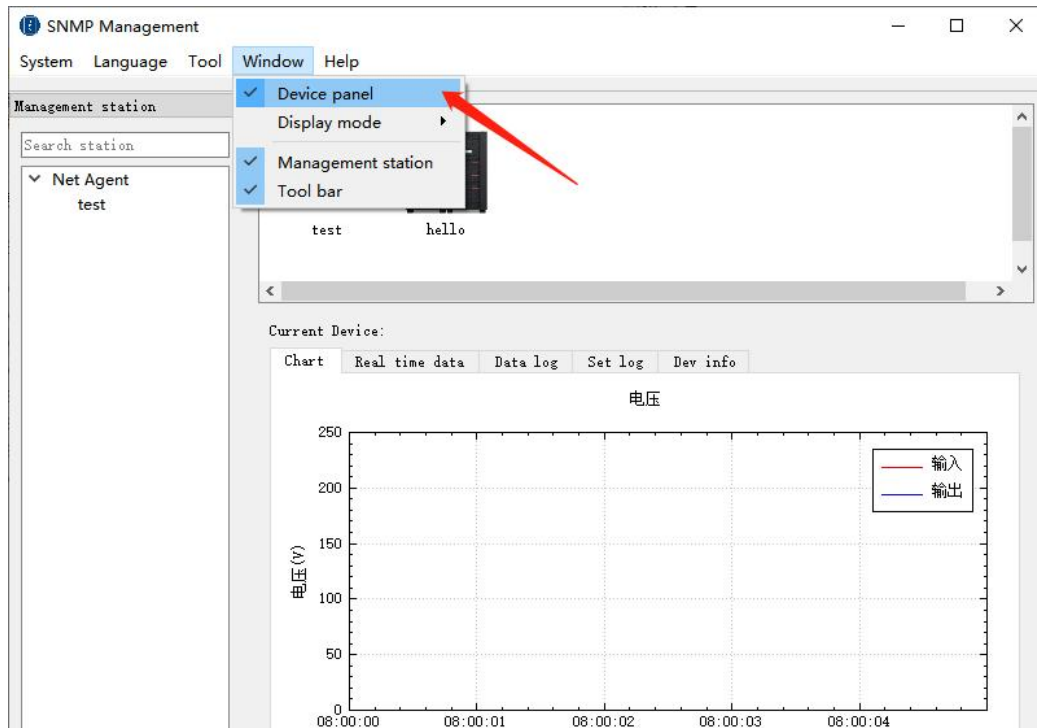 SNMP Management
System Language Tool Window Help
Device panel
Display mode
Management station
Tool bar
Management station
Search station
Net Agent
test
test hello
Current Device:
Chart Real time data Data log Set log Dev info
电压
输入
输出
电压(V)
250
200
150
100
50
0
08:00:00 08:00:01 08:00:02 08:00:03 08:00:04